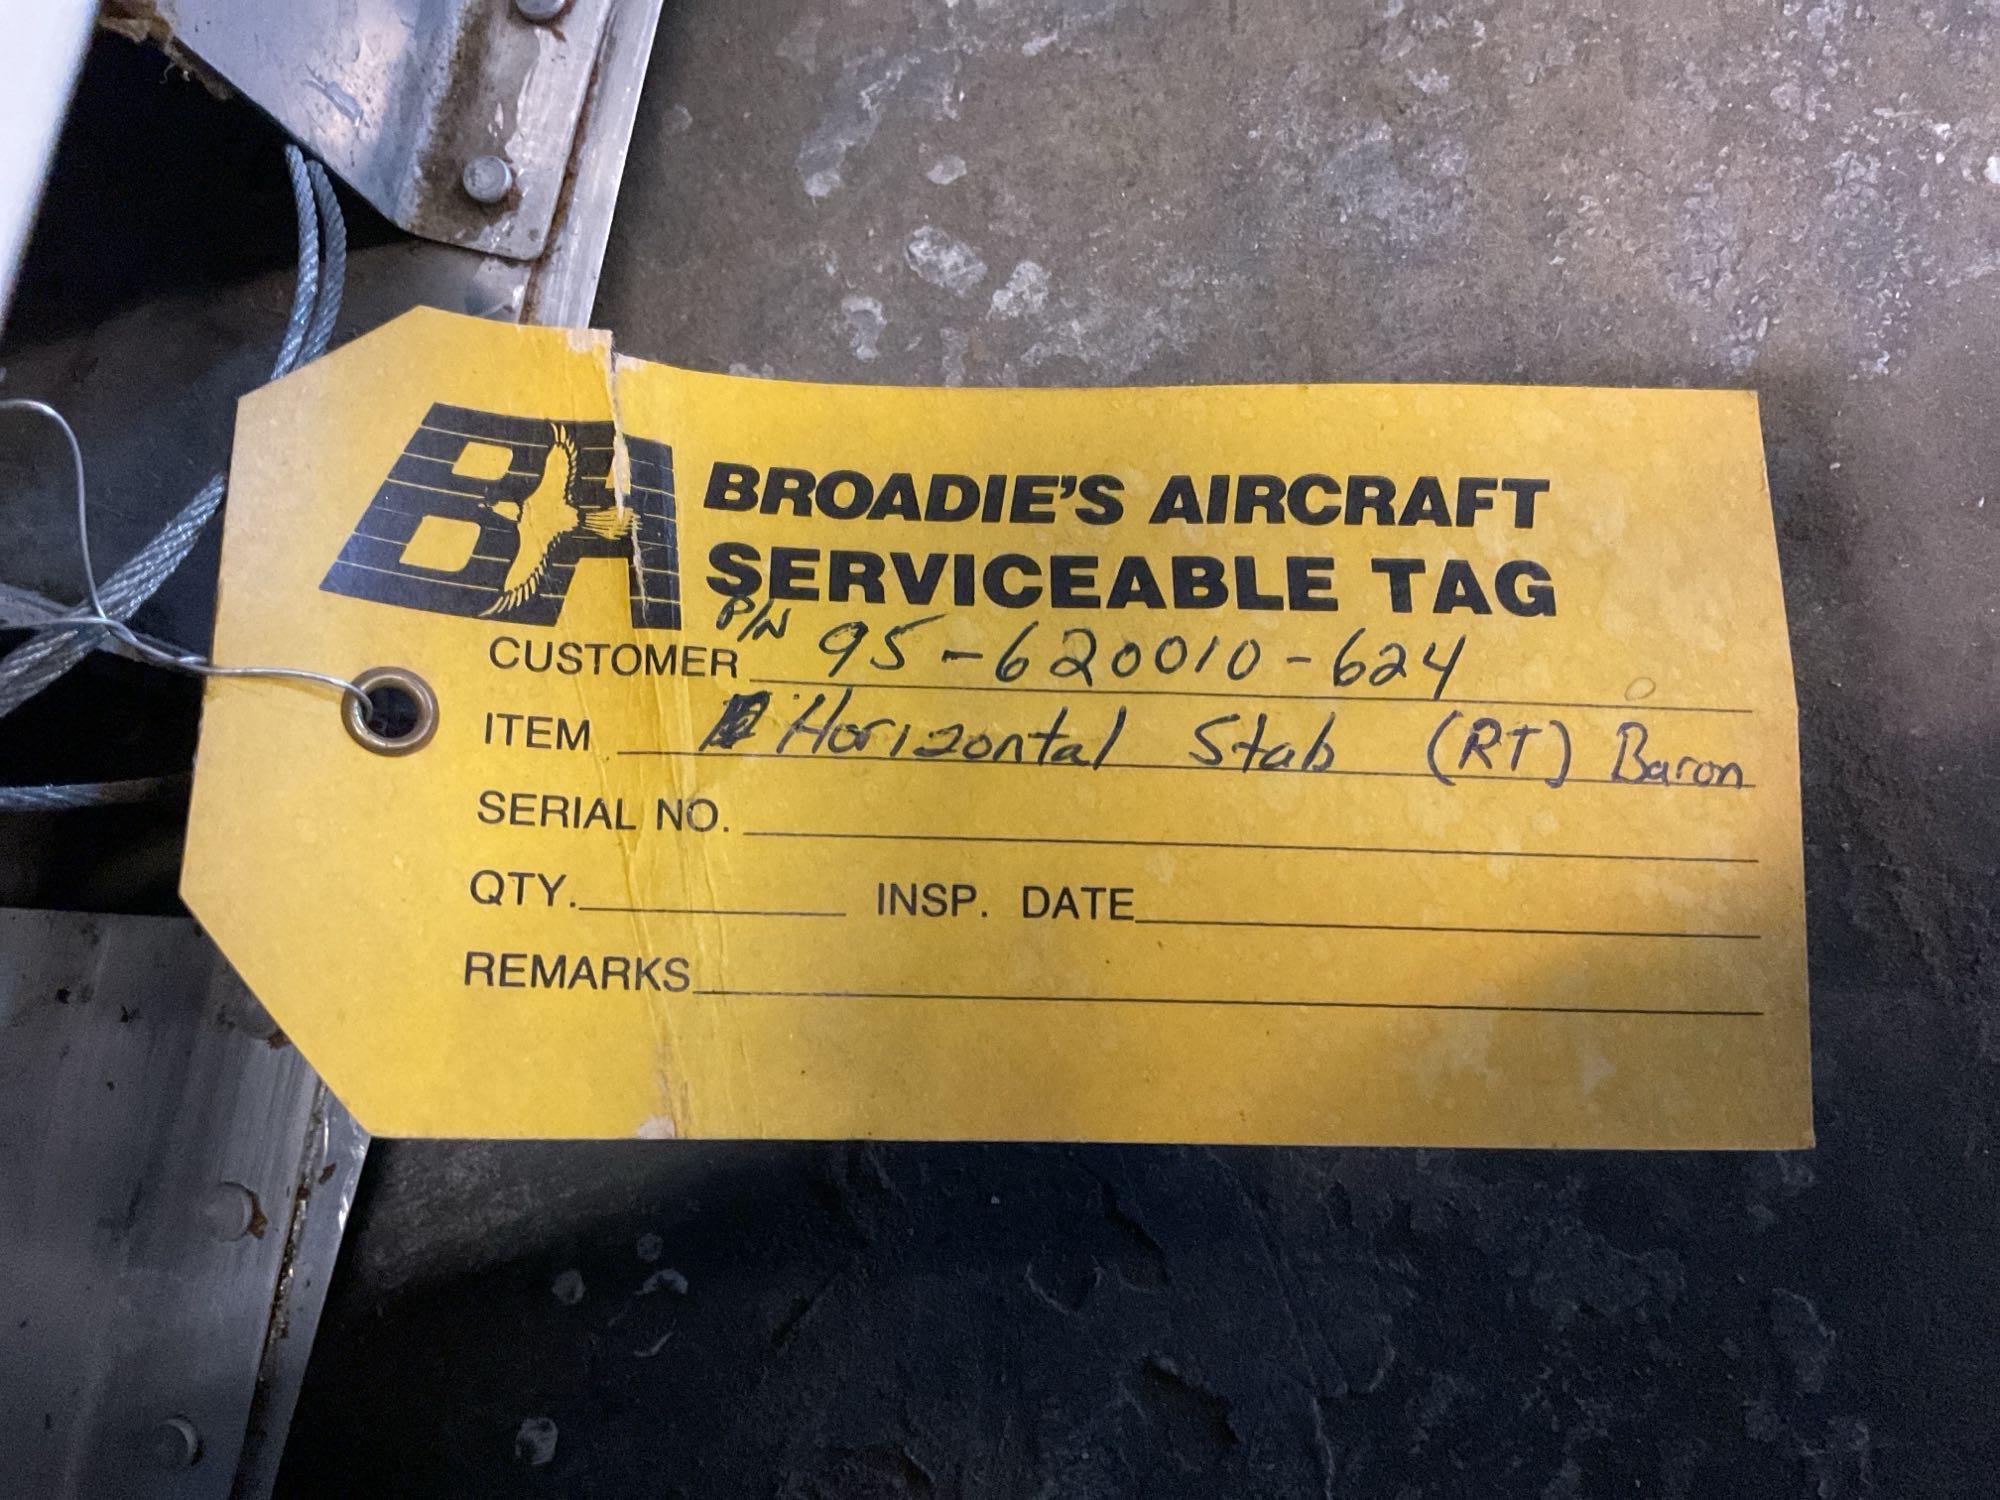 BA BROADIE'S AIRCRAFT
SERVICEABLE TAG
P/N
CUSTOMER 95-620010-624
ITEM Horizontal Stab (RT) Baron
SERIAL NO.
QTY. INSP. DATE
REMARKS